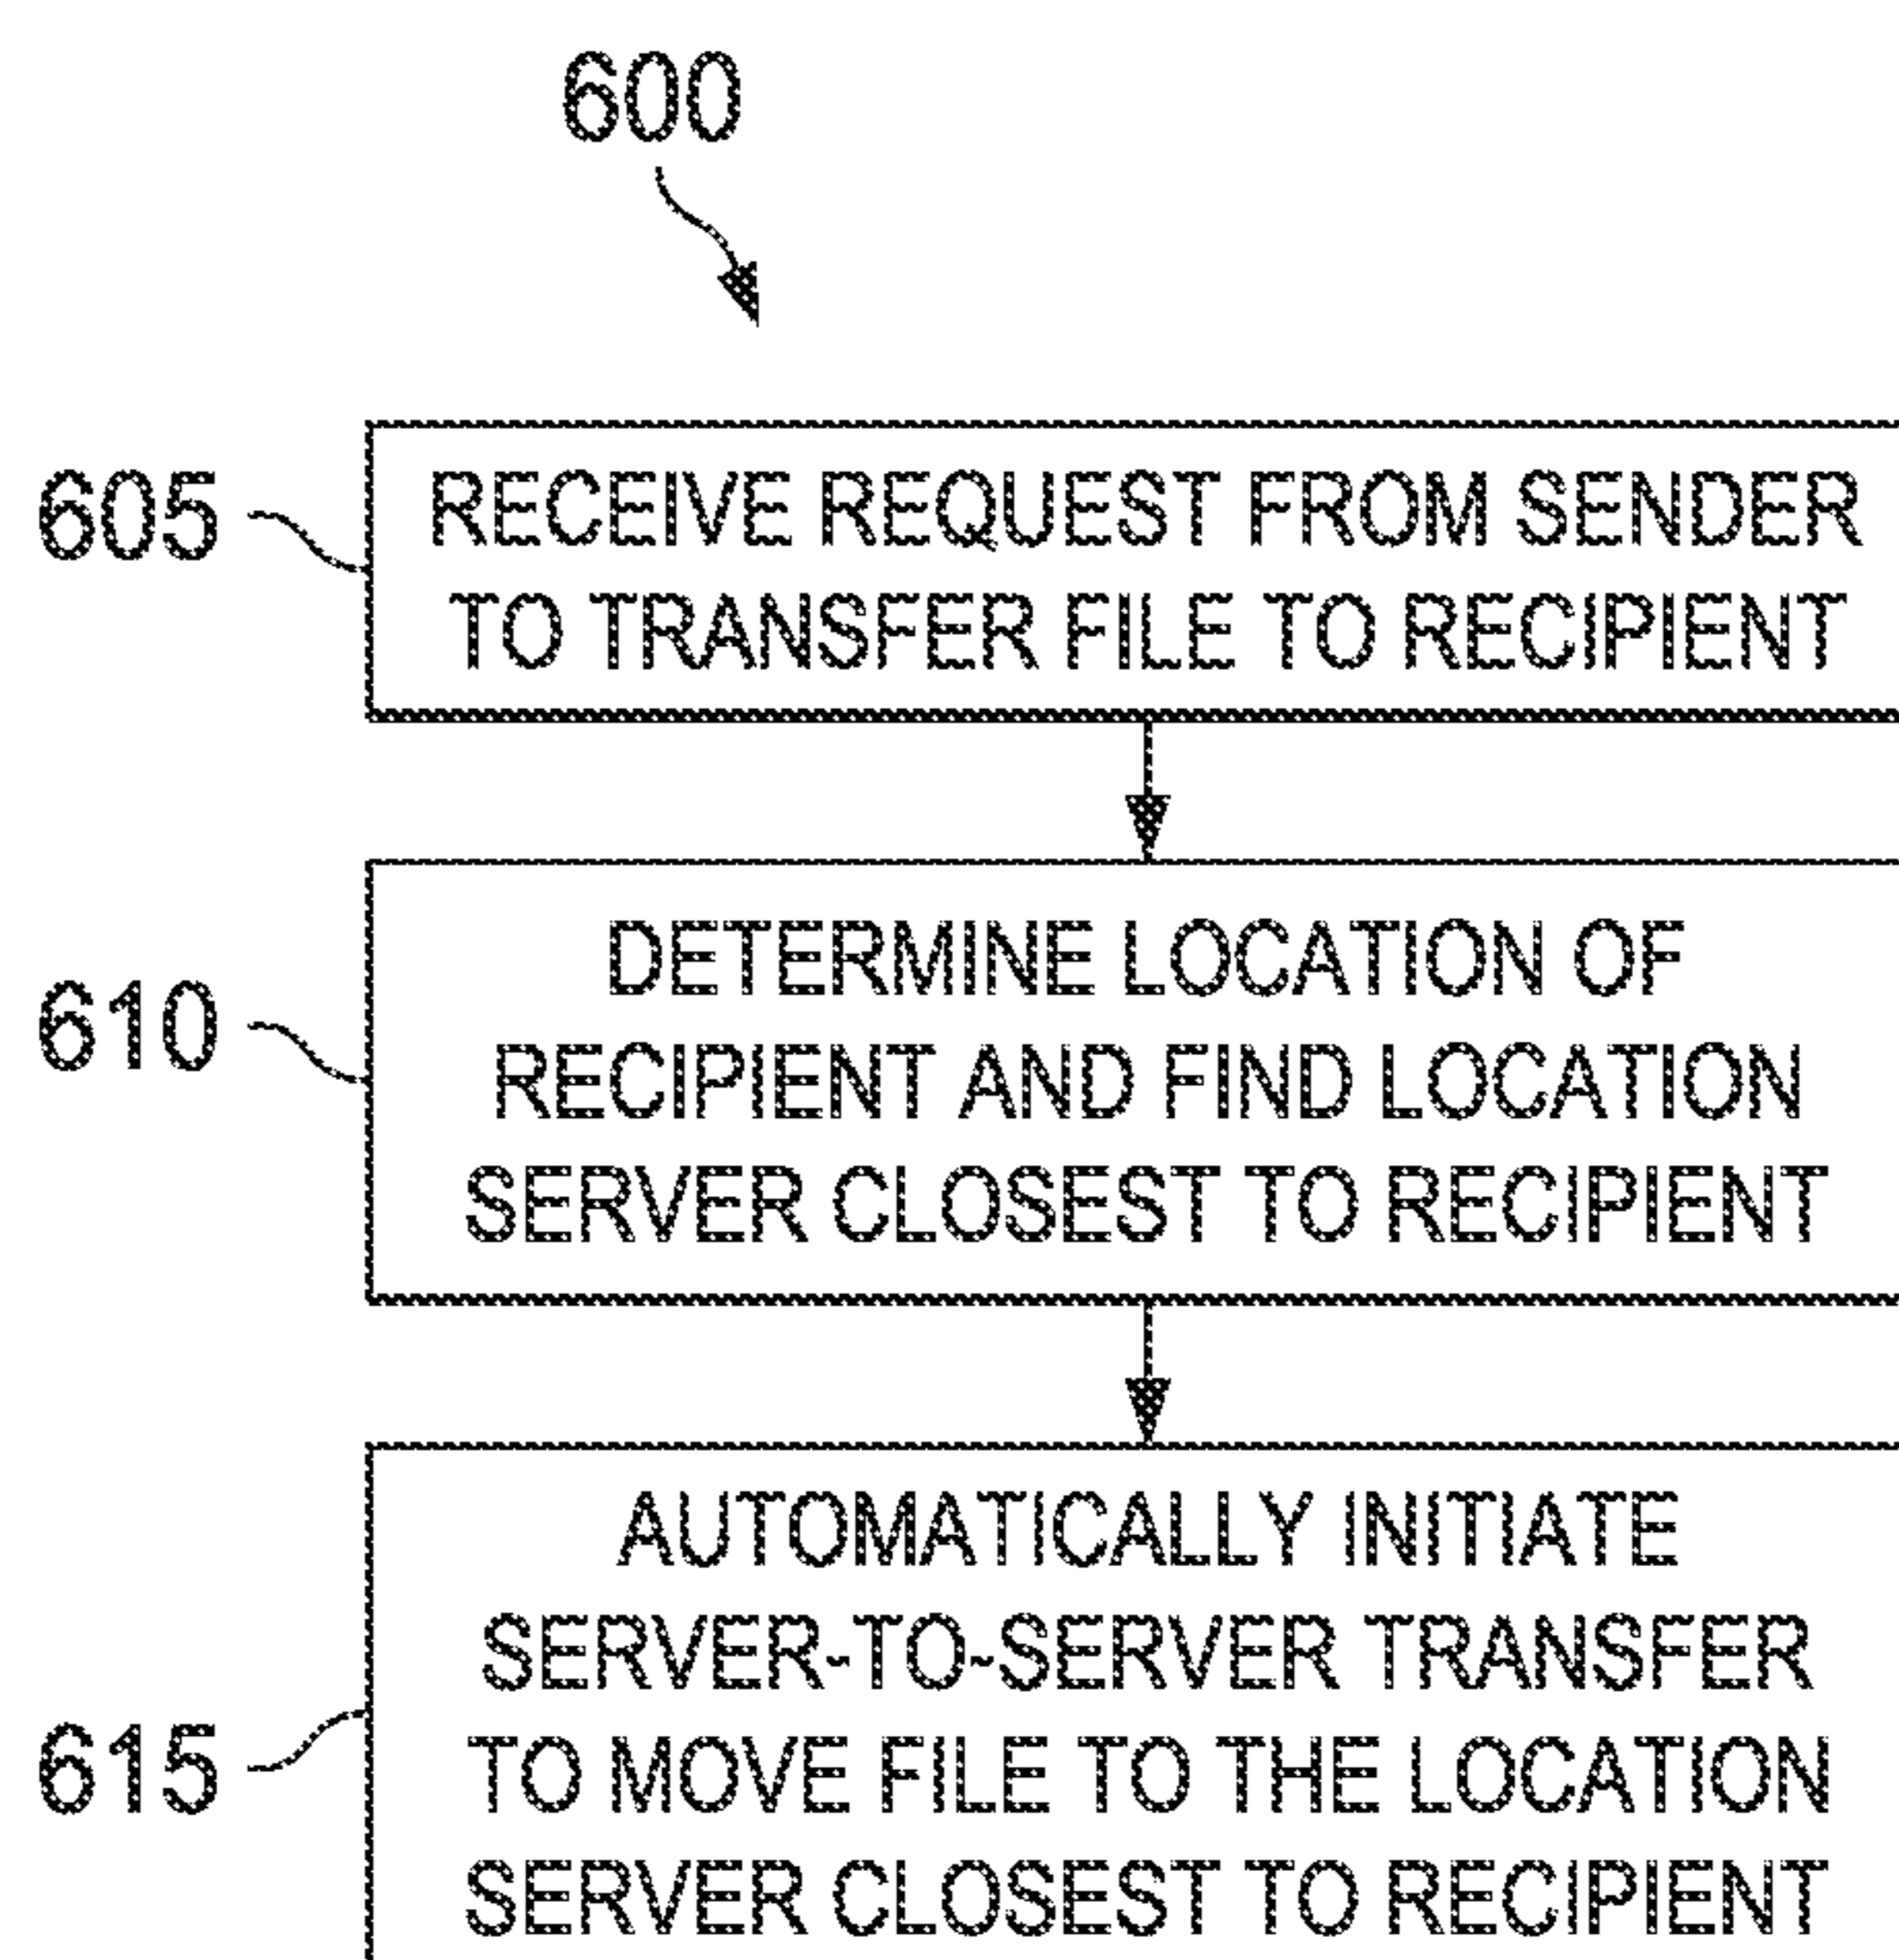 600
605
RECEIVE REQUEST FROM SENDER
TO TRANSFER FILE TO RECIPIENT
610
DETERMINE LOCATION OF
RECIPIENT AND FIND LOCATION
SERVER CLOSEST TO RECIPIENT
615
AUTOMATICALLY INITIATE
SERVER-TO-SERVER TRANSFER
TO MOVE FILE TO THE LOCATION
SERVER CLOSEST TO RECIPIENT